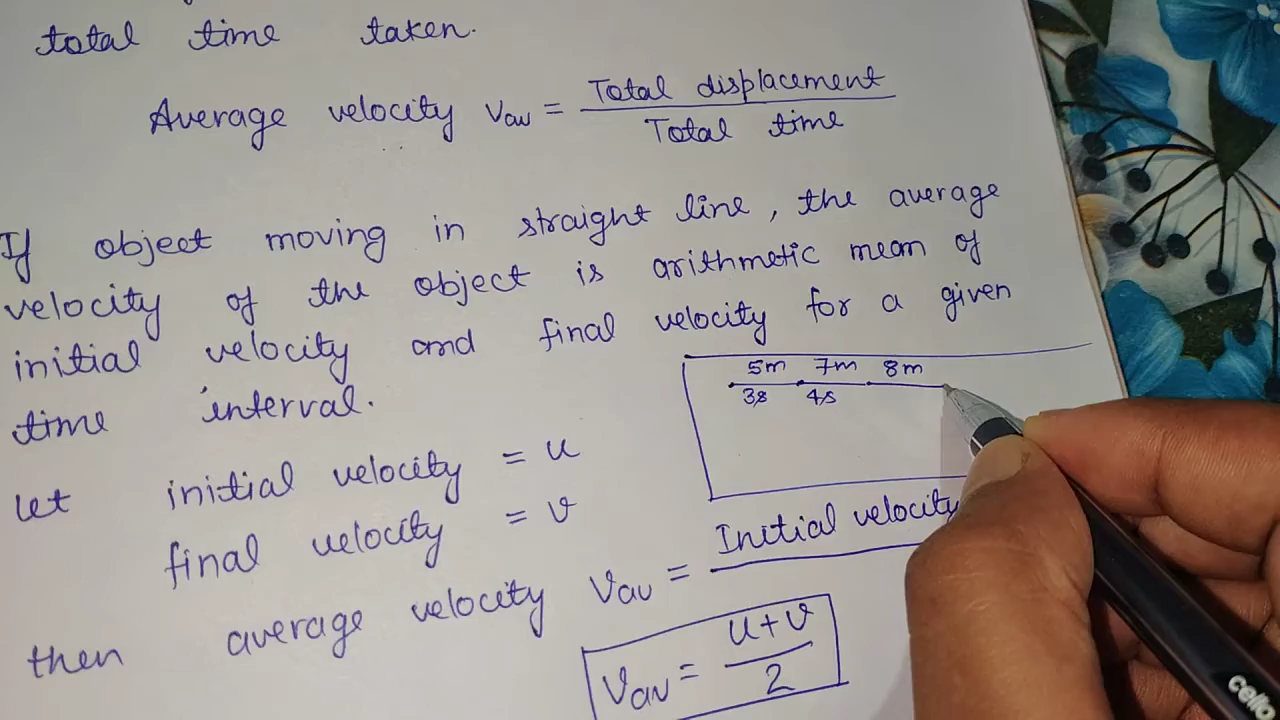 total time taken.
Average velocity Vav = Total displacement
Total time
If object moving in straight line, the average
velocity of the object is arithmetic mean of
initial velocity and final velocity for a given
time interval.
5m 7m 8m
3s 4s
let initial velocity = u
final velocity = v
then average velocity Vav = Initial velocity
Vav = u+v
2
cello